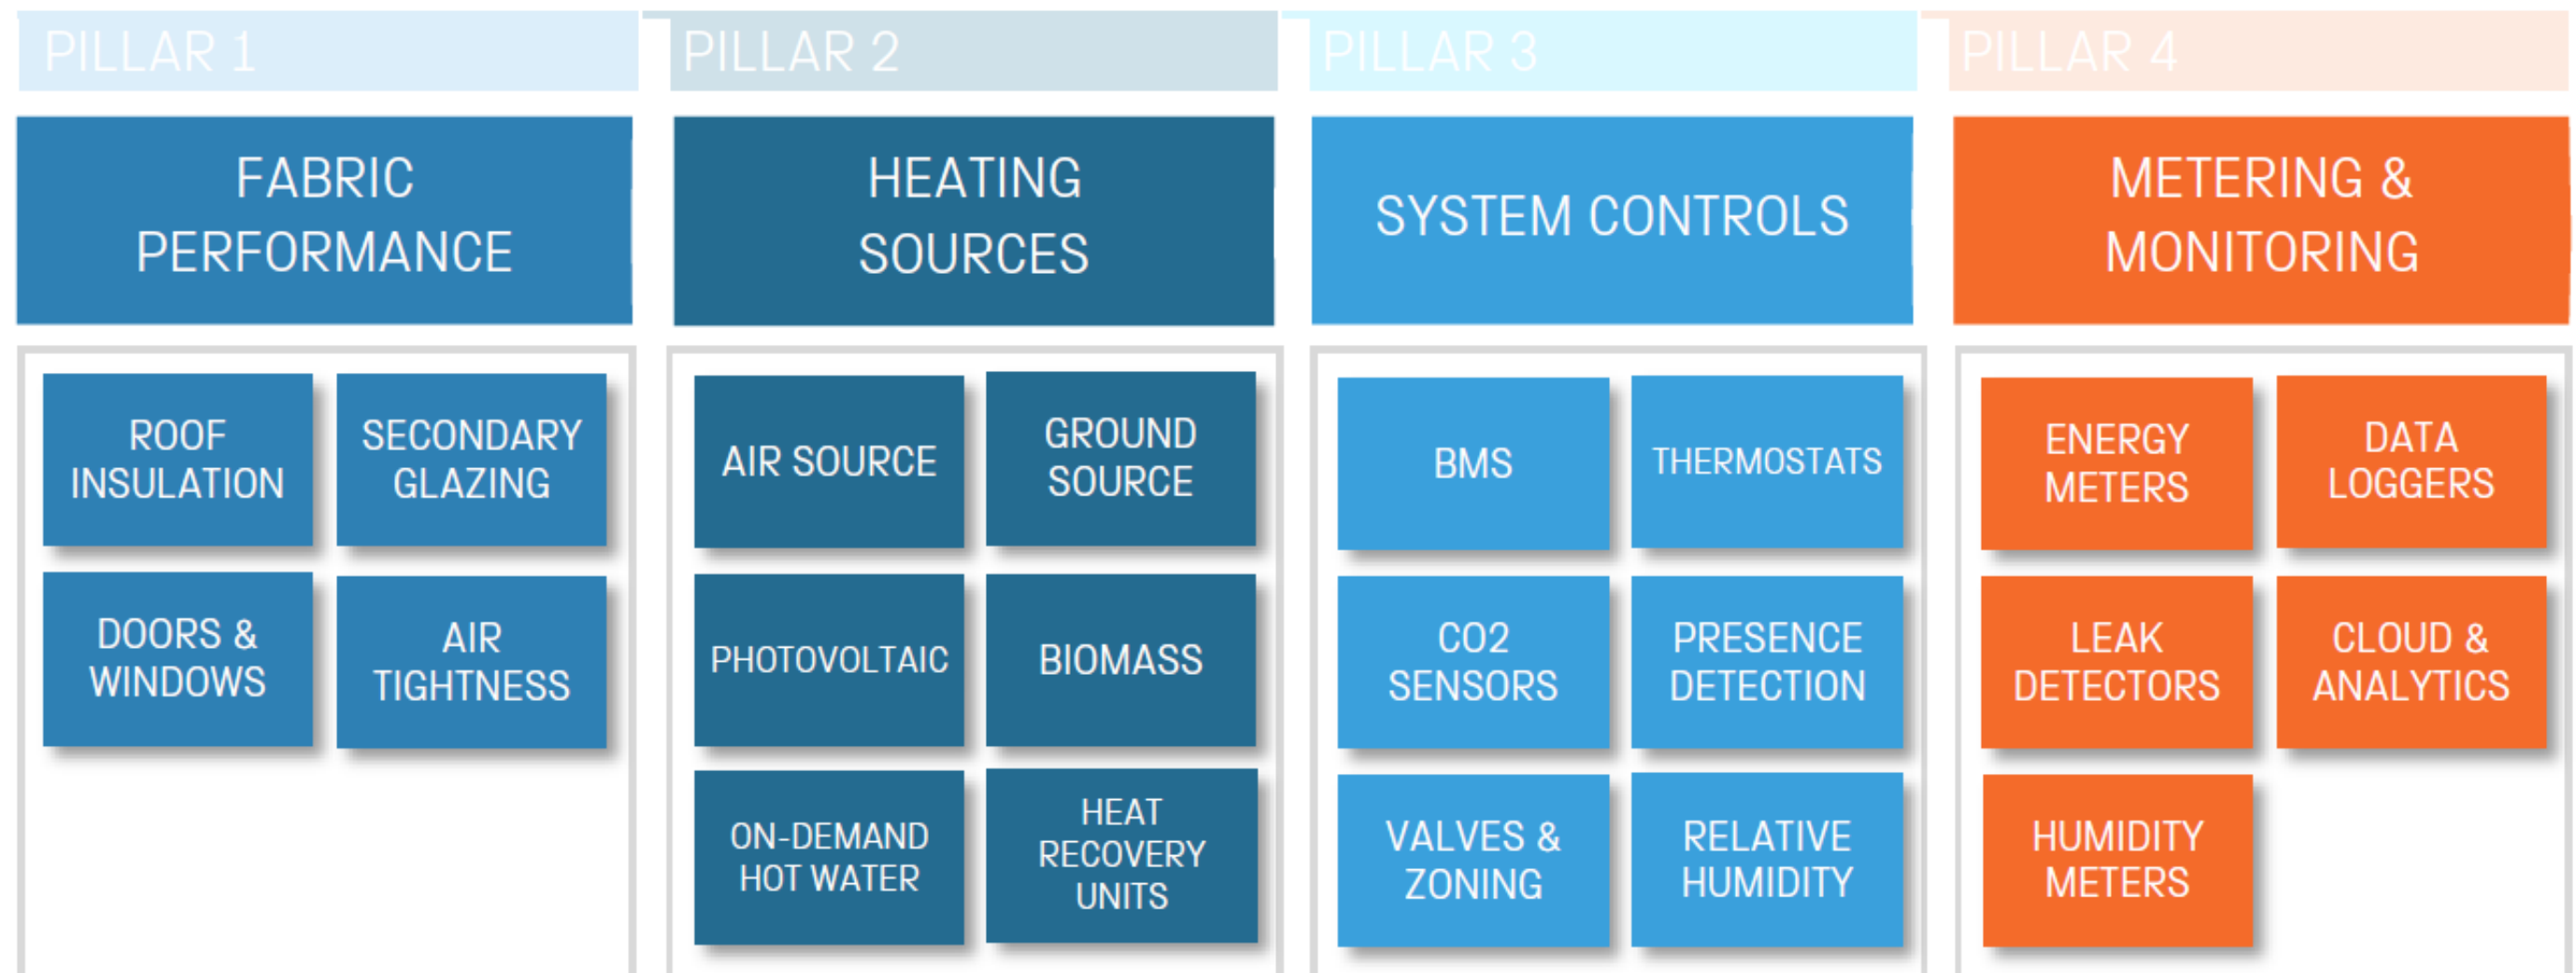 PILLAR 1
PILLAR 2
PILLAR 3
PILLAR 4
FABRIC
PERFORMANCE
HEATING
SOURCES
SYSTEM CONTROLS
METERING &
MONITORING
ROOF
INSULATION
SECONDARY
GLAZING
DOORS &
WINDOWS
AIR
TIGHTNESS
AIR SOURCE
GROUND
SOURCE
PHOTOVOLTAIC
BIOMASS
ON-DEMAND
HOT WATER
HEAT
RECOVERY
UNITS
BMS
THERMOSTATS
CO2
SENSORS
PRESENCE
DETECTION
VALVES &
ZONING
RELATIVE
HUMIDITY
ENERGY
METERS
DATA
LOGGERS
LEAK
DETECTORS
CLOUD &
ANALYTICS
HUMIDITY
METERS